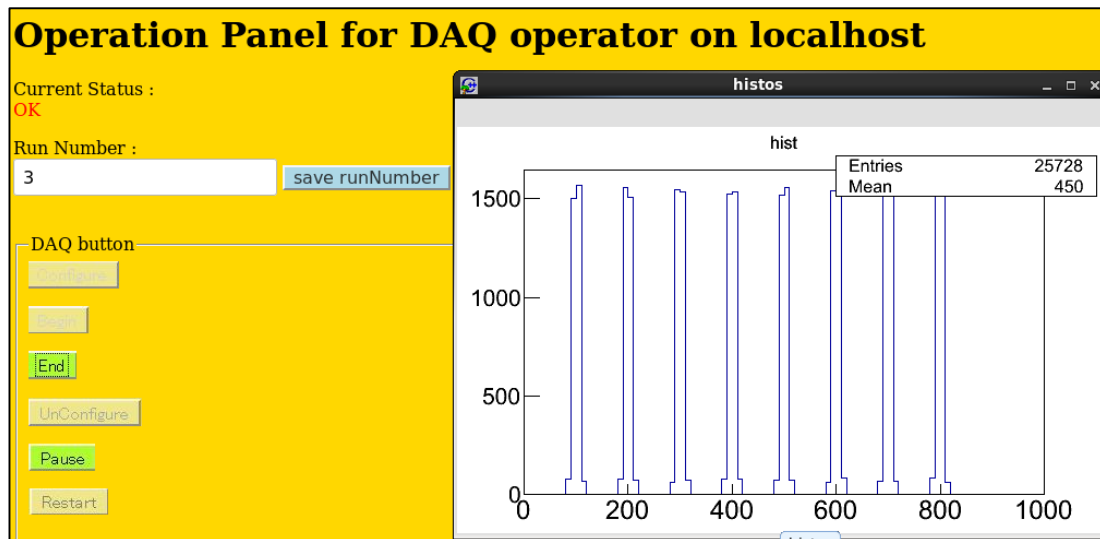 Operation Panel for DAQ operator on localhost
Current Status :
OK
Run Number :
3
save runNumber
DAQ button
Configure
Begin
End
UnConfigure
Pause
Restart
histos
hist
Entries 25728
Mean 450
1500
1000
500
0
0 200 400 600 800 1000